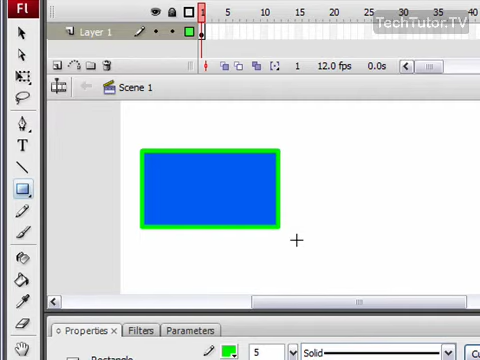 Fl
TechTutor.TV
1 5 10 15 20 25 30 35 40
Layer 1
1 12.0 fps 0.0s
Scene 1
T
Properties × Filters Parameters
Rectangle
5 Solid